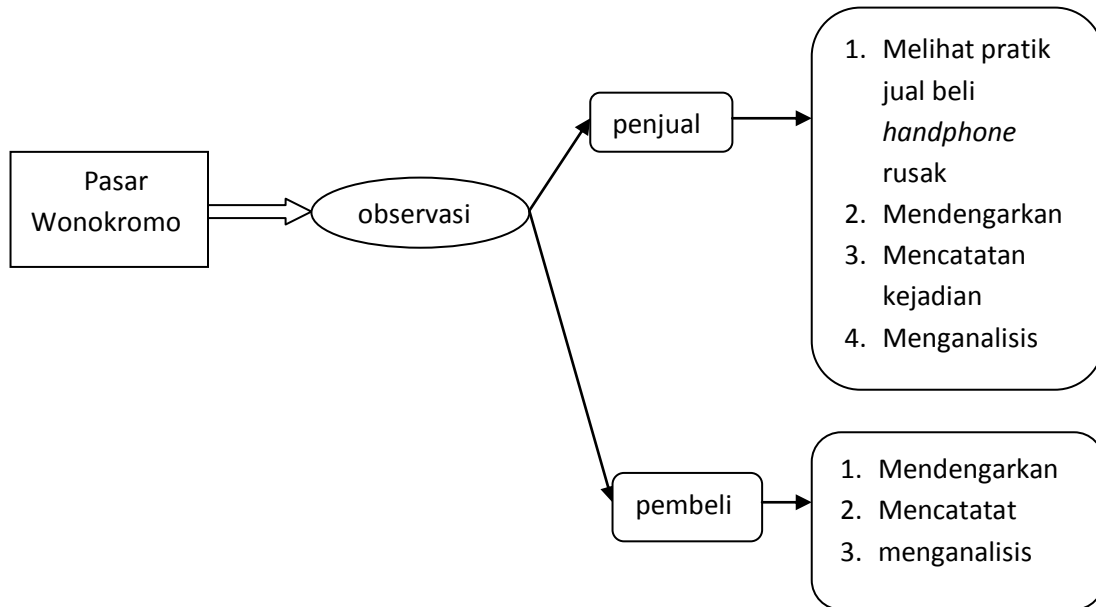 Pasar
Wonokromo
observasi
penjual
1. Melihat pratik
jual beli
handphone
rusak
2. Mendengarkan
3. Mencatatan
kejadian
4. Menganalisis
pembeli
1. Mendengarkan
2. Mencatatat
3. menganalisis